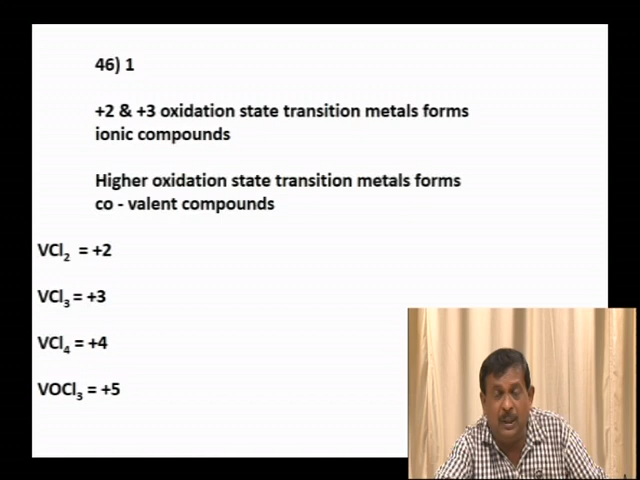 46) 1
+2 & +3 oxidation state transition metals forms
ionic compounds
Higher oxidation state transition metals forms
co - valent compounds
VCl₂ = +2
VCl₃ = +3
VCl₄ = +4
VOCl₃ = +5